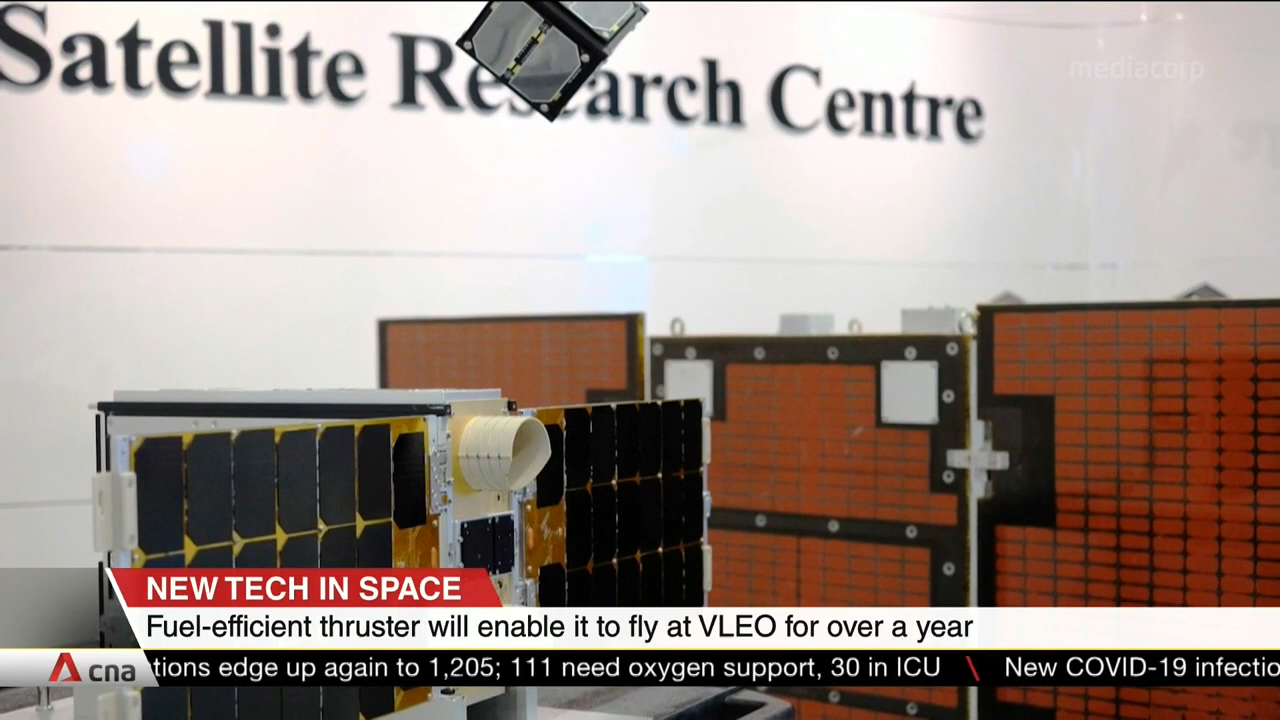 Satellite Research Centre
mediacorp
NEW TECH IN SPACE
Fuel-efficient thruster will enable it to fly at VLEO for over a year
cna
tions edge up again to 1,205; 111 need oxygen support, 30 in ICU \ New COVID-19 infectio